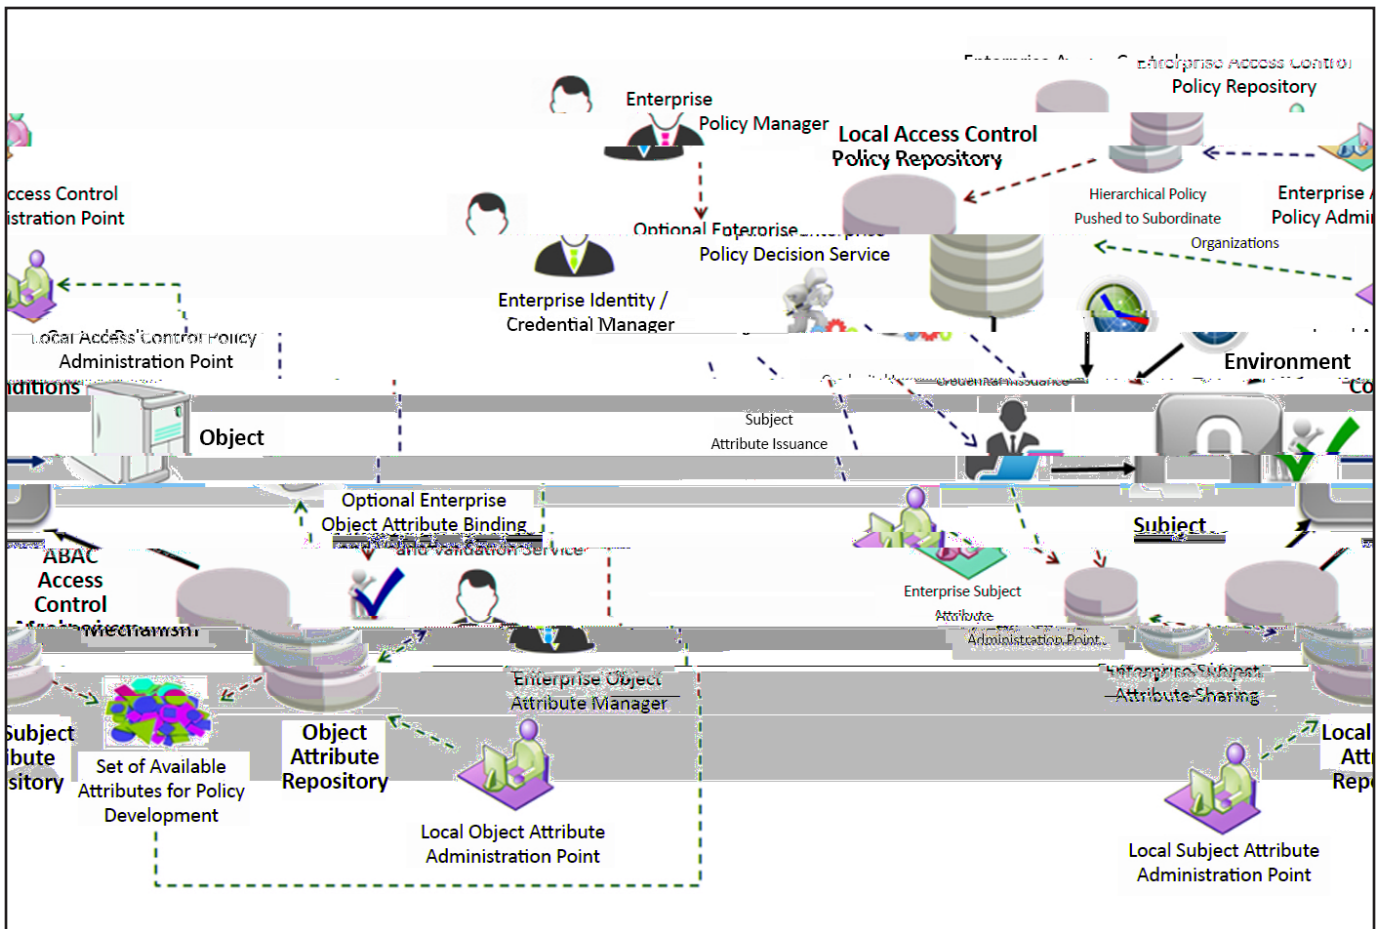 Enterprise Access Control
Policy Repository
Enterprise
Policy Manager
Local Access Control
Policy Repository
ccess Control
istration Point
Hierarchical Policy
Pushed to Subordinate
Organizations
Enterprise A
Policy Admi
Optional Enterprise
Policy Decision Service
Enterprise Identity /
Credential Manager
Local Access Control Policy
Administration Point
Environment
nditions
Co
Credential Issuance
Object
Subject
Attribute Issuance
Optional Enterprise
Object Attribute Binding
and Validation Service
Subject
ABAC
Access
Control
Mechanism
Enterprise Subject
Attribute
Administration Point
Enterprise Object
Attribute Manager
Enterprise Subject
Attribute Sharing
Subject
ibute
sitory
Object
Attribute
Repository
Local
Att
Rep
Set of Available
Attributes for Policy
Development
Local Object Attribute
Administration Point
Local Subject Attribute
Administration Point